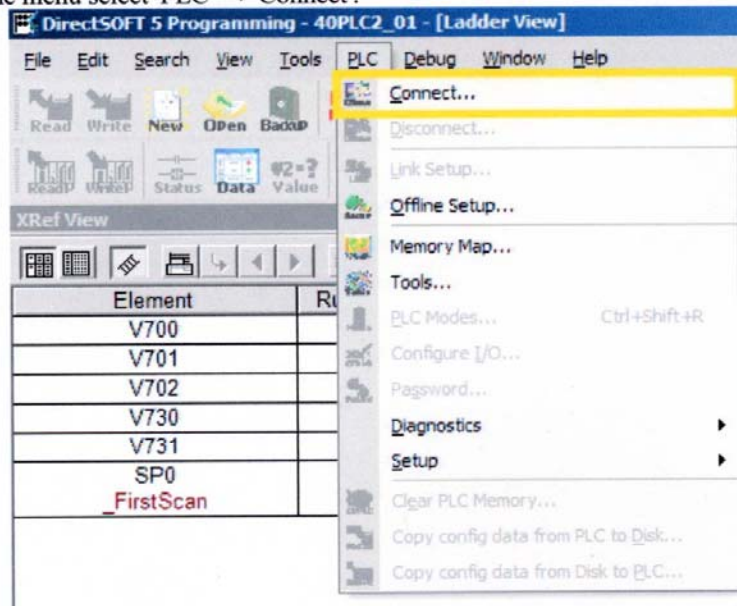 e menu select 'PLC' -> 'Connect'.
DirectSOFT 5 Programming - 40PLC2_01 - [Ladder View]
File Edit Search View Tools PLC Debug Window Help
Read Write New Open Backup
ReadP WriteP Status Data Value
XRef View
Element
V700
V701
V702
V730
V731
SP0
_FirstScan
Connect...
Disconnect...
Link Setup...
Offline Setup...
Memory Map...
Tools...
PLC Modes... Ctrl+Shift+R
Configure I/O...
Password...
Diagnostics
Setup
Clear PLC Memory...
Copy config data from PLC to Disk...
Copy config data from Disk to PLC...